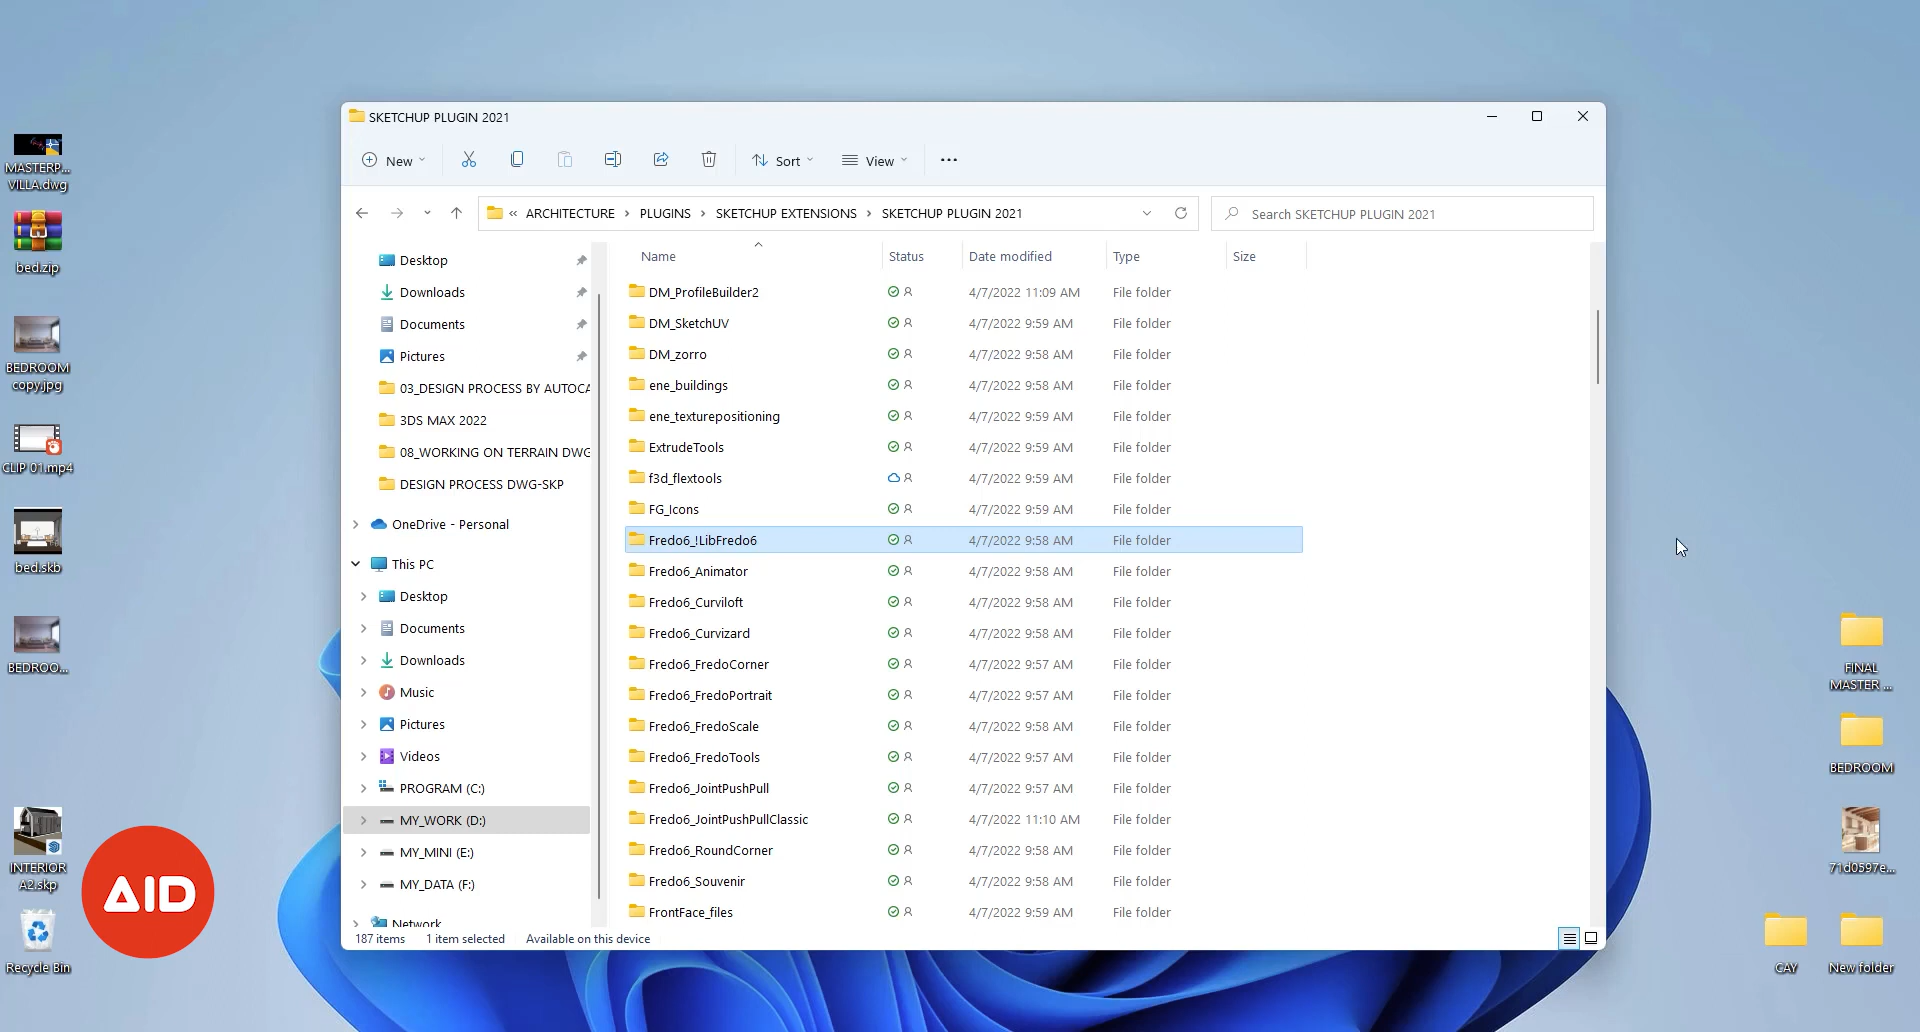 SKETCHUP PLUGIN 2021
New
Sort
View
« ARCHITECTURE > PLUGINS > SKETCHUP EXTENSIONS > SKETCHUP PLUGIN 2021
Search SKETCHUP PLUGIN 2021
Desktop
Downloads
Documents
Pictures
03_DESIGN PROCESS BY AUTOCA
3DS MAX 2022
08_WORKING ON TERRAIN DWG
DESIGN PROCESS DWG-SKP
OneDrive - Personal
This PC
Desktop
Documents
Downloads
Music
Pictures
Videos
PROGRAM (C:)
MY_WORK (D:)
MY_MINI (E:)
MY_DATA (F:)
Network
Name Status Date modified Type Size
DM_ProfileBuilder2 4/7/2022 11:09 AM File folder
DM_SketchUV 4/7/2022 9:59 AM File folder
DM_zorro 4/7/2022 9:58 AM File folder
ene_buildings 4/7/2022 9:58 AM File folder
ene_texturepositioning 4/7/2022 9:59 AM File folder
ExtrudeTools 4/7/2022 9:59 AM File folder
f3d_flextools 4/7/2022 9:59 AM File folder
FG_Icons 4/7/2022 9:59 AM File folder
Fredo6_!LibFredo6 4/7/2022 9:58 AM File folder
Fredo6_Animator 4/7/2022 9:58 AM File folder
Fredo6_Curviloft 4/7/2022 9:58 AM File folder
Fredo6_Curvizard 4/7/2022 9:58 AM File folder
Fredo6_FredoCorner 4/7/2022 9:57 AM File folder
Fredo6_FredoPortrait 4/7/2022 9:57 AM File folder
Fredo6_FredoScale 4/7/2022 9:58 AM File folder
Fredo6_FredoTools 4/7/2022 9:57 AM File folder
Fredo6_JointPushPull 4/7/2022 9:57 AM File folder
Fredo6_JointPushPullClassic 4/7/2022 11:10 AM File folder
Fredo6_RoundCorner 4/7/2022 9:58 AM File folder
Fredo6_Souvenir 4/7/2022 9:58 AM File folder
FrontFace_files 4/7/2022 9:59 AM File folder
187 items 1 item selected Available on this device
MASTERP...
VILLA.dwg
bed.zip
BEDROOM
copy.jpg
CLIP 01.mp4
bed.skb
BEDROO...
INTERIOR
A2.skp
Recycle Bin
AID
FINAL
MASTER ...
BEDROOM
71d0597e...
CAY
New folder